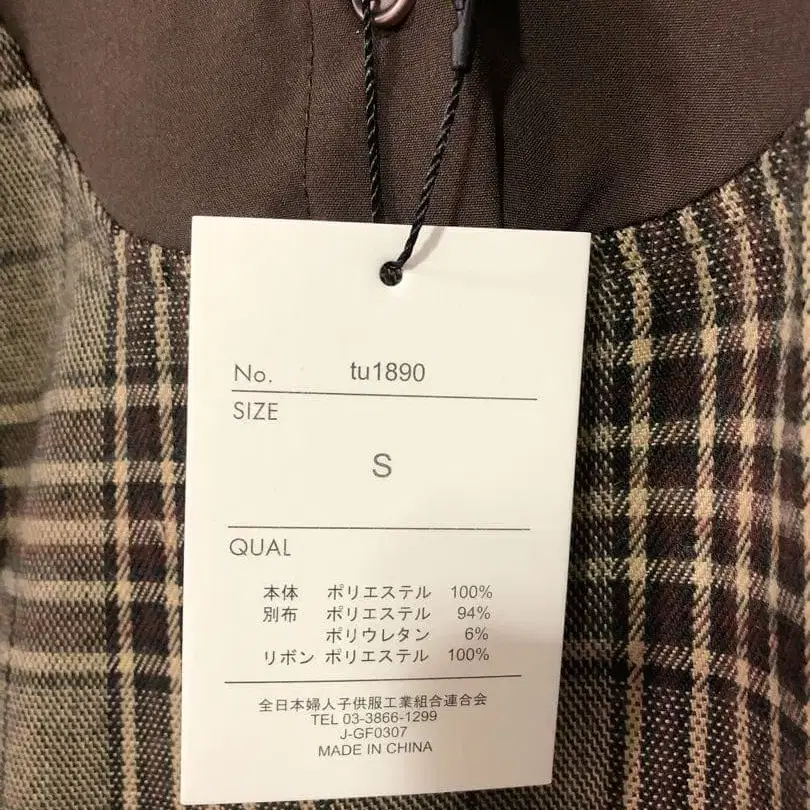 No. tu1890
SIZE
S
QUAL
本体 ポリエステル 100%
別布 ポリエステル 94%
ポリウレタン 6%
リボン ポリエステル 100%
全日本婦人子供服工業組合連合会
TEL 03-3866-1299
J-GF0307
MADE IN CHINA